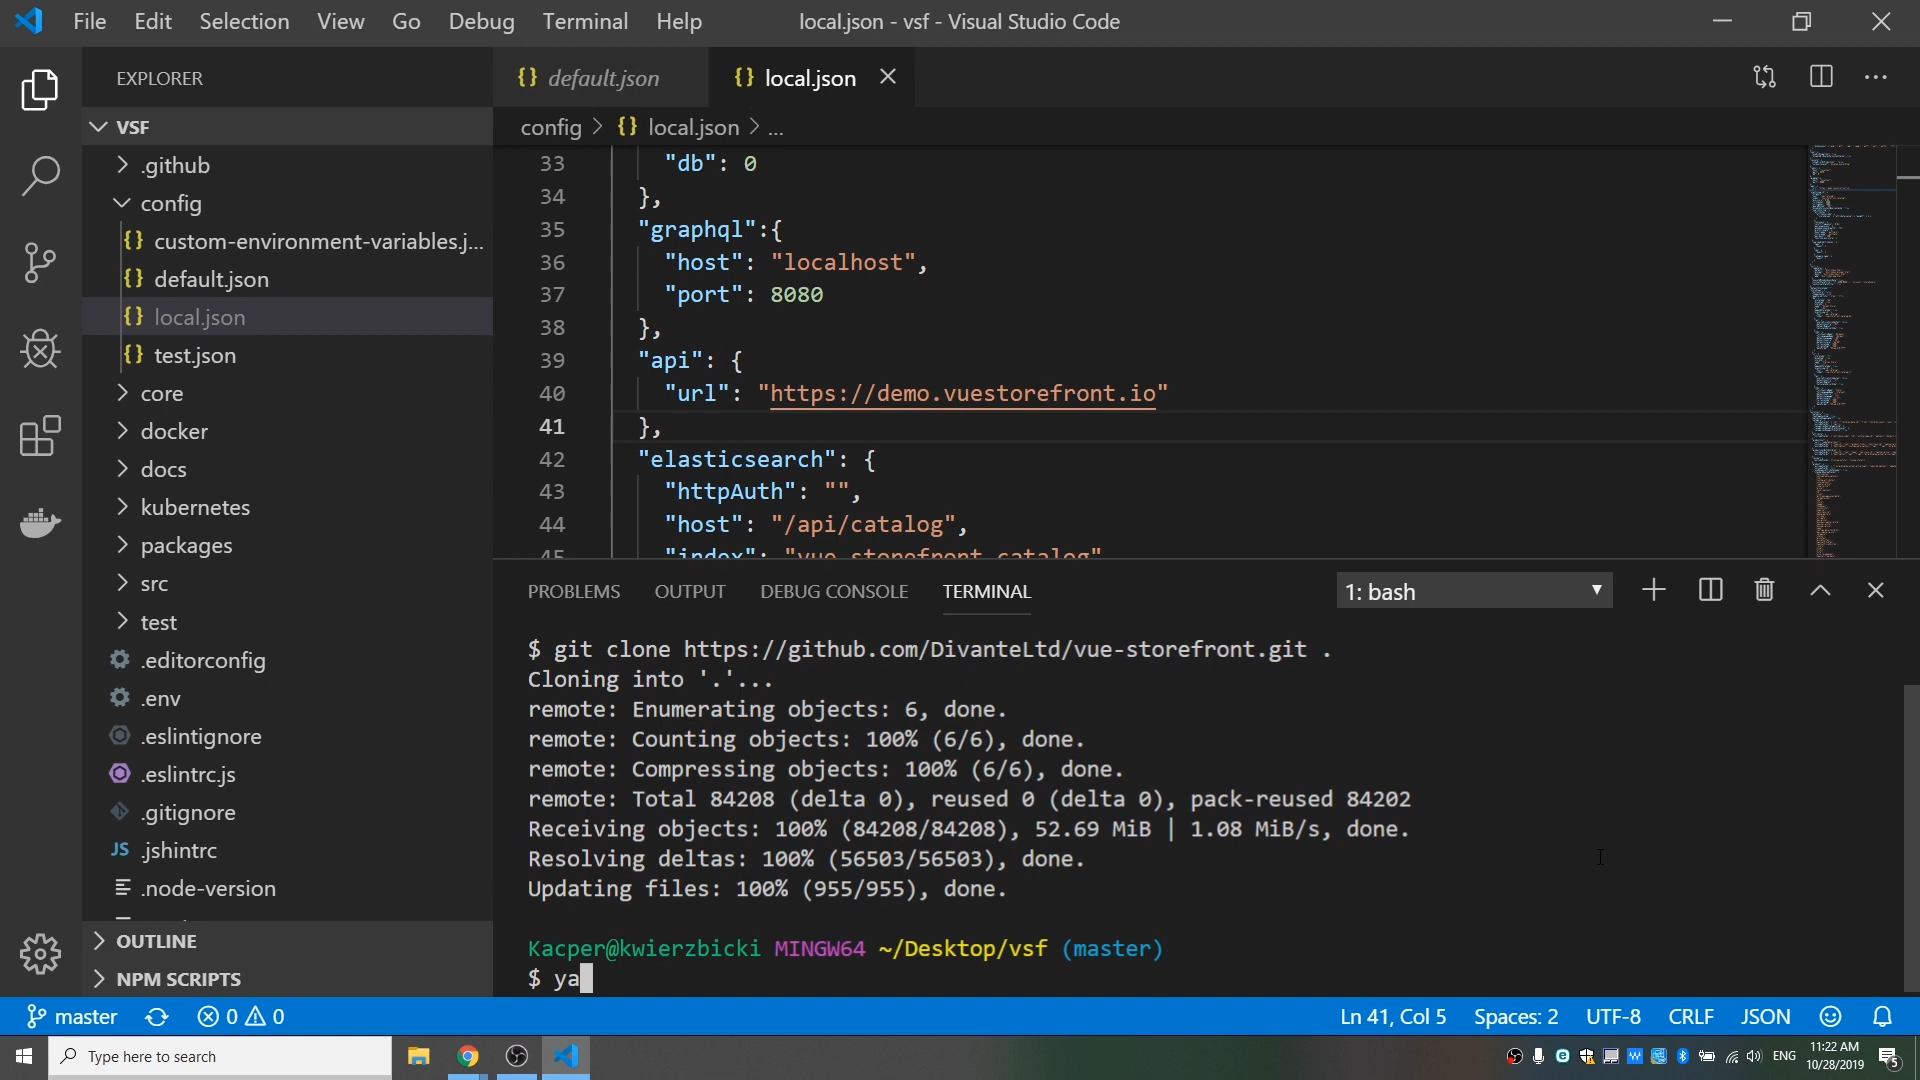 File Edit Selection View Go Debug Terminal Help
local.json - vsf - Visual Studio Code
EXPLORER
VSF
.github
config
custom-environment-variables.j...
default.json
local.json
test.json
core
docker
docs
kubernetes
packages
src
test
.editorconfig
.env
.eslintignore
.eslintrc.js
.gitignore
JS .jshintrc
.node-version
OUTLINE
NPM SCRIPTS
{} default.json {} local.json
config > {} local.json > ...
33 "db": 0
34 },
35 "graphql":{
36 "host": "localhost",
37 "port": 8080
38 },
39 "api": {
40 "url": "https://demo.vuestorefront.io"
41 },
42 "elasticsearch": {
43 "httpAuth": "",
44 "host": "/api/catalog",
45 "index": "vue_storefront_catalog"
PROBLEMS OUTPUT DEBUG CONSOLE TERMINAL
1: bash
$ git clone https://github.com/DivanteLtd/vue-storefront.git .
Cloning into '.'...
remote: Enumerating objects: 6, done.
remote: Counting objects: 100% (6/6), done.
remote: Compressing objects: 100% (6/6), done.
remote: Total 84208 (delta 0), reused 0 (delta 0), pack-reused 84202
Receiving objects: 100% (84208/84208), 52.69 MiB | 1.08 MiB/s, done.
Resolving deltas: 100% (56503/56503), done.
Updating files: 100% (955/955), done.
Kacper@kwierzbicki MINGW64 ~/Desktop/vsf (master)
$ ya
master 0 0
Ln 41, Col 5 Spaces: 2 UTF-8 CRLF JSON
Type here to search
ENG
11:22 AM
10/28/2019
5